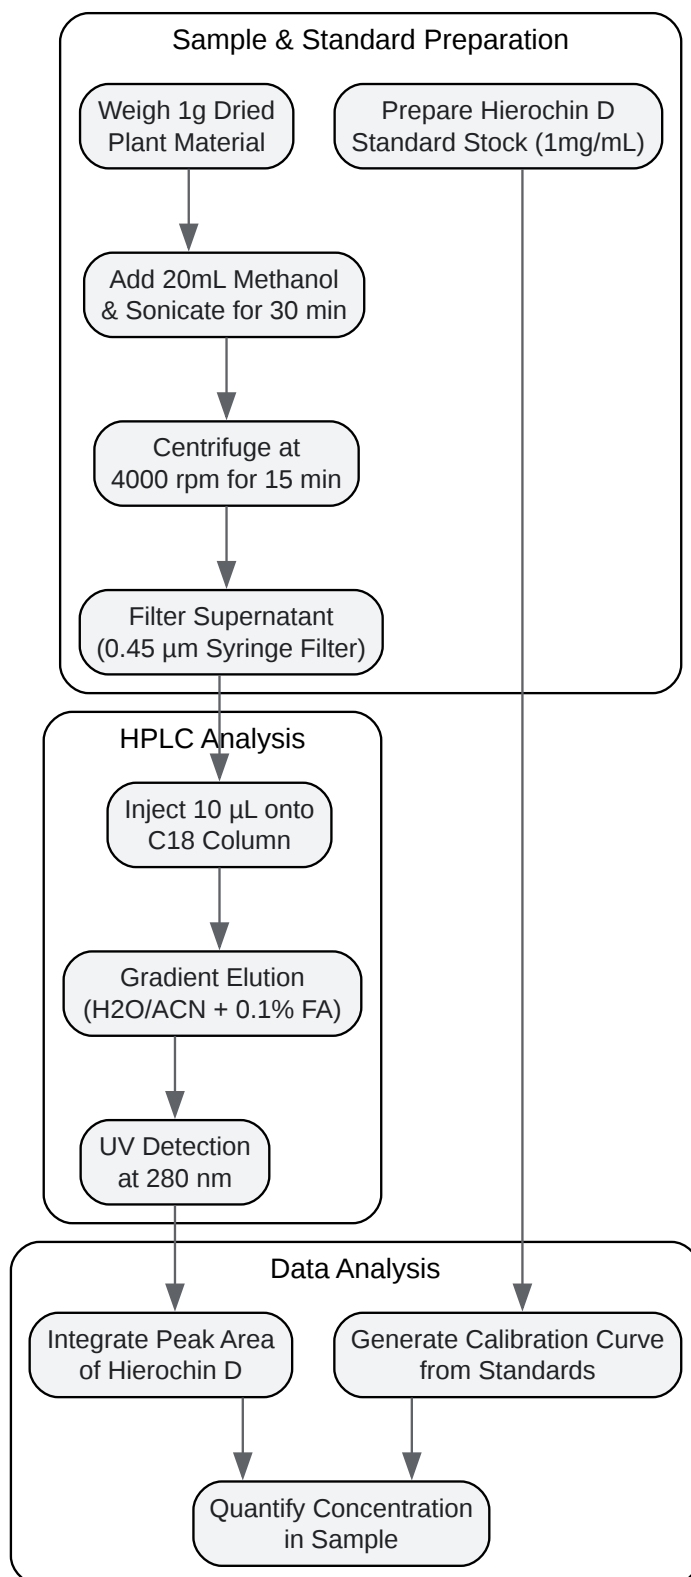 Sample & Standard Preparation
Weigh 1g Dried
Plant Material
Prepare Hierochin D
Standard Stock (1mg/mL)
Add 20mL Methanol
& Sonicate for 30 min
Centrifuge at
4000 rpm for 15 min
Filter Supernatant
(0.45 µm Syringe Filter)
HPLC Analysis
Inject 10 µL onto
C18 Column
Gradient Elution
(H2O/ACN + 0.1% FA)
UV Detection
at 280 nm
Data Analysis
Integrate Peak Area
of Hierochin D
Generate Calibration Curve
from Standards
Quantify Concentration
in Sample